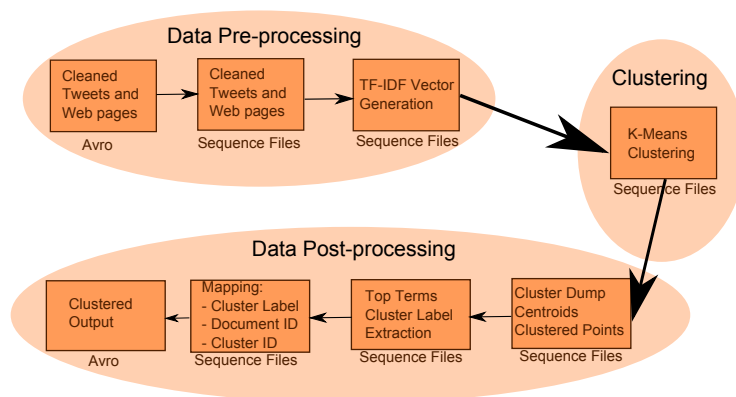 Data Pre-processing
Cleaned
Tweets and
Web pages
Avro
Cleaned
Tweets and
Web pages
Sequence Files
TF-IDF Vector
Generation
Sequence Files
Clustering
K-Means
Clustering
Sequence Files
Data Post-processing
Clustered
Output
Avro
Mapping:
- Cluster Label
- Document ID
- Cluster ID
Sequence Files
Top Terms
Cluster Label
Extraction
Sequence Files
Cluster Dump
Centroids
Clustered Points
Sequence Files